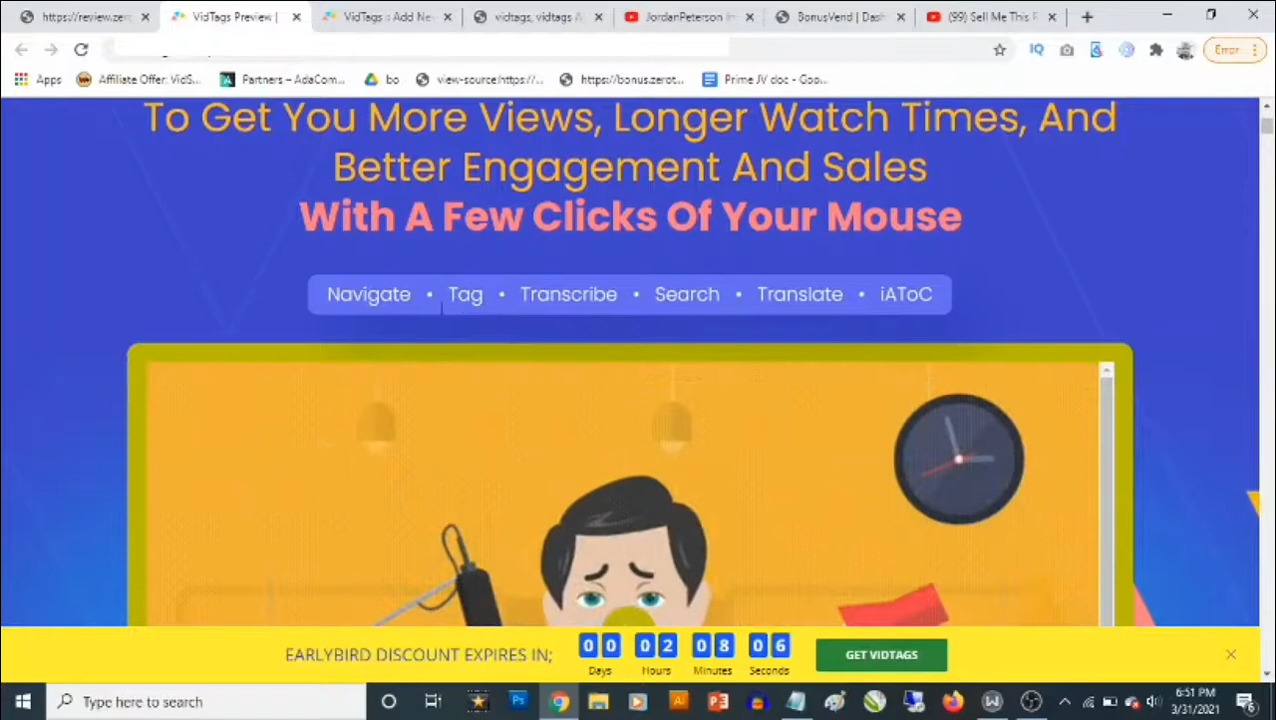 https://review.zer
VidTags Preview |
VidTags : Add Ne
vidtags, vidtags
JordanPeterson
BonusVend | Dash
(99) Sell Me This
Error
Apps
Affiliate Offer: VidS...
Partners – AdaCom...
bo
view-source:https://...
https://bonus.zerot...
Prime JV doc - Goo...
To Get You More Views, Longer Watch Times, And
Better Engagement And Sales
With A Few Clicks Of Your Mouse
Navigate • Tag • Transcribe • Search • Translate • iAToC
EARLYBIRD DISCOUNT EXPIRES IN;
00 02 08 06
Days Hours Minutes Seconds
GET VIDTAGS
Type here to search
6:51 PM
3/31/2021
6